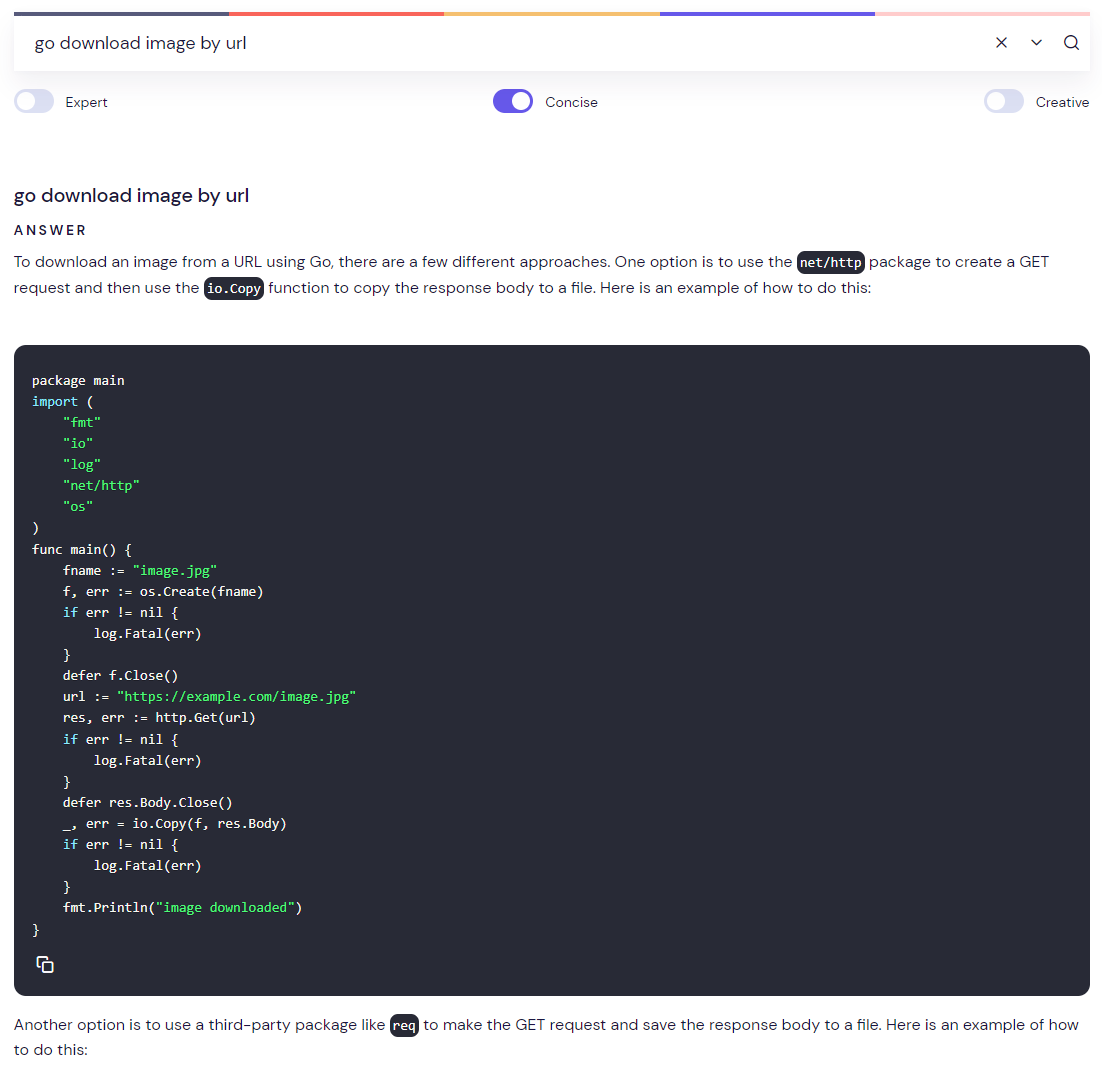 go download image by url
Expert
Concise
Creative
go download image by url
ANSWER
To download an image from a URL using Go, there are a few different approaches. One option is to use the net/http package to create a GET
request and then use the io.Copy function to copy the response body to a file. Here is an example of how to do this:
package main
import (
    "fmt"
    "io"
    "log"
    "net/http"
    "os"
)
func main() {
    fname := "image.jpg"
    f, err := os.Create(fname)
    if err != nil {
        log.Fatal(err)
    }
    defer f.Close()
    url := "https://example.com/image.jpg"
    res, err := http.Get(url)
    if err != nil {
        log.Fatal(err)
    }
    defer res.Body.Close()
    _, err = io.Copy(f, res.Body)
    if err != nil {
        log.Fatal(err)
    }
    fmt.Println("image downloaded")
}
Another option is to use a third-party package like req to make the GET request and save the response body to a file. Here is an example of how
to do this: